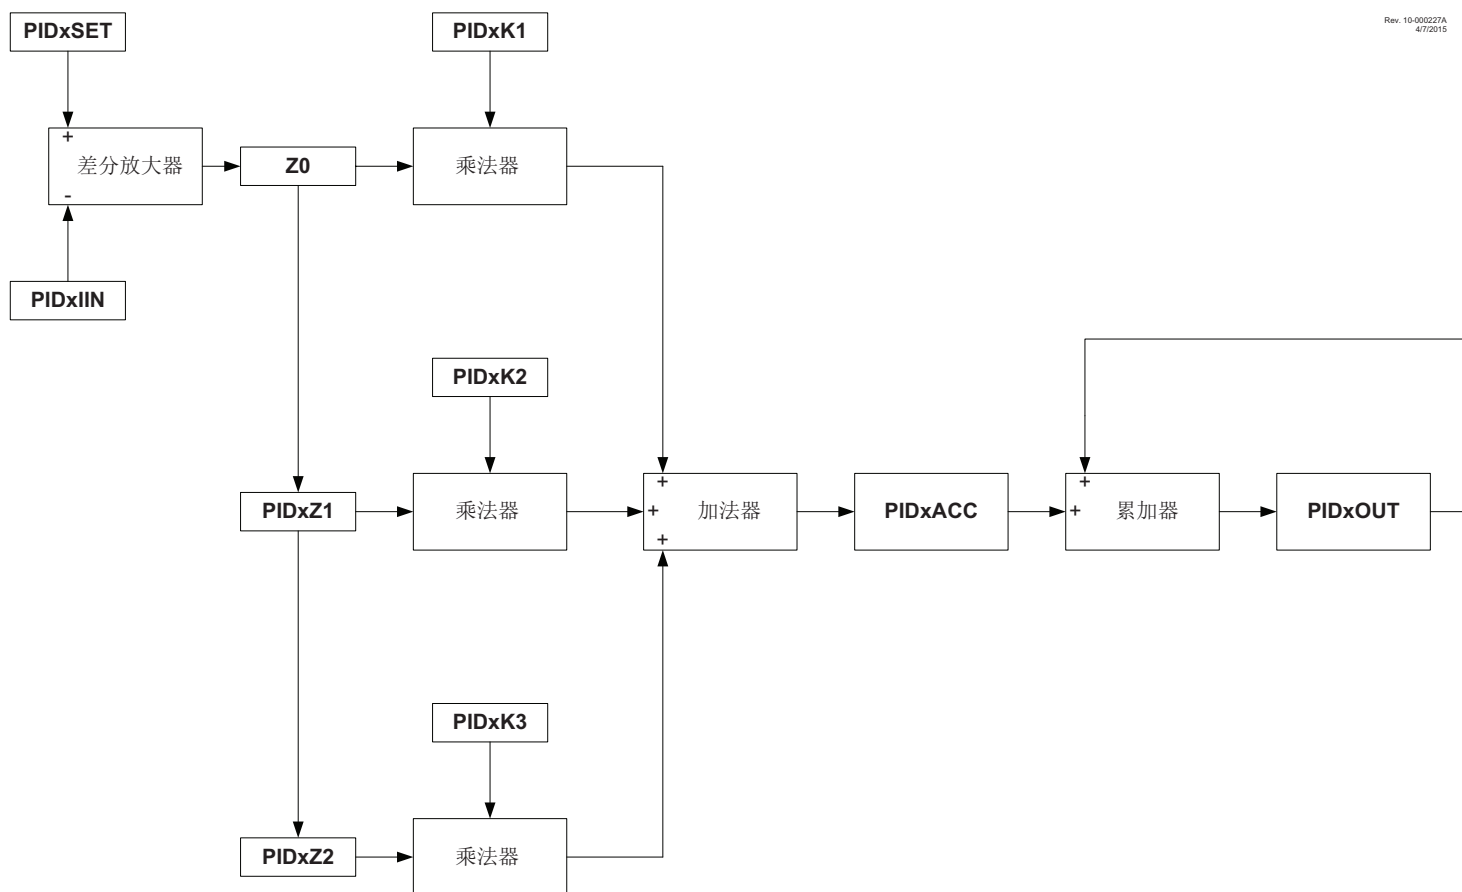 PIDxSET
PIDxK1
Rev. 10-000227A
4/7/2015
+
差分放大器
-
Z0
乘法器
PIDxIIN
PIDxK2
PIDxZ1
乘法器
+
+
+
加法器
PIDxACC
+
+
累加器
PIDxOUT
PIDxK3
PIDxZ2
乘法器